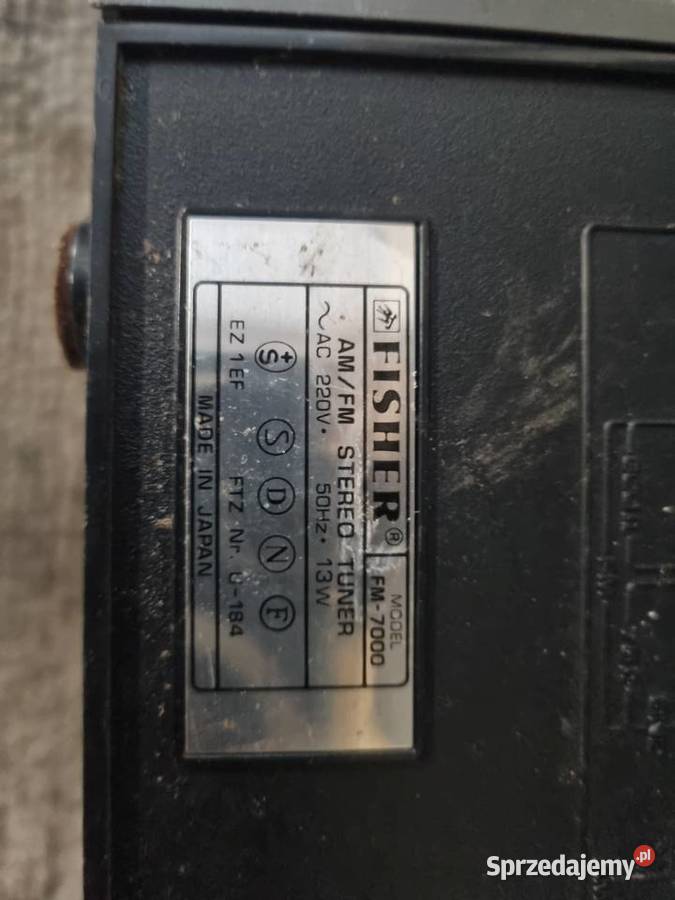 FISHER®
MODEL
FM-7000
AM/FM STEREO TUNER
~AC 220V· 50Hz· 13W
+S S D N F
EZ 1EF FTZ Nr. U-184
MADE IN JAPAN
Sprzedajemy.pl